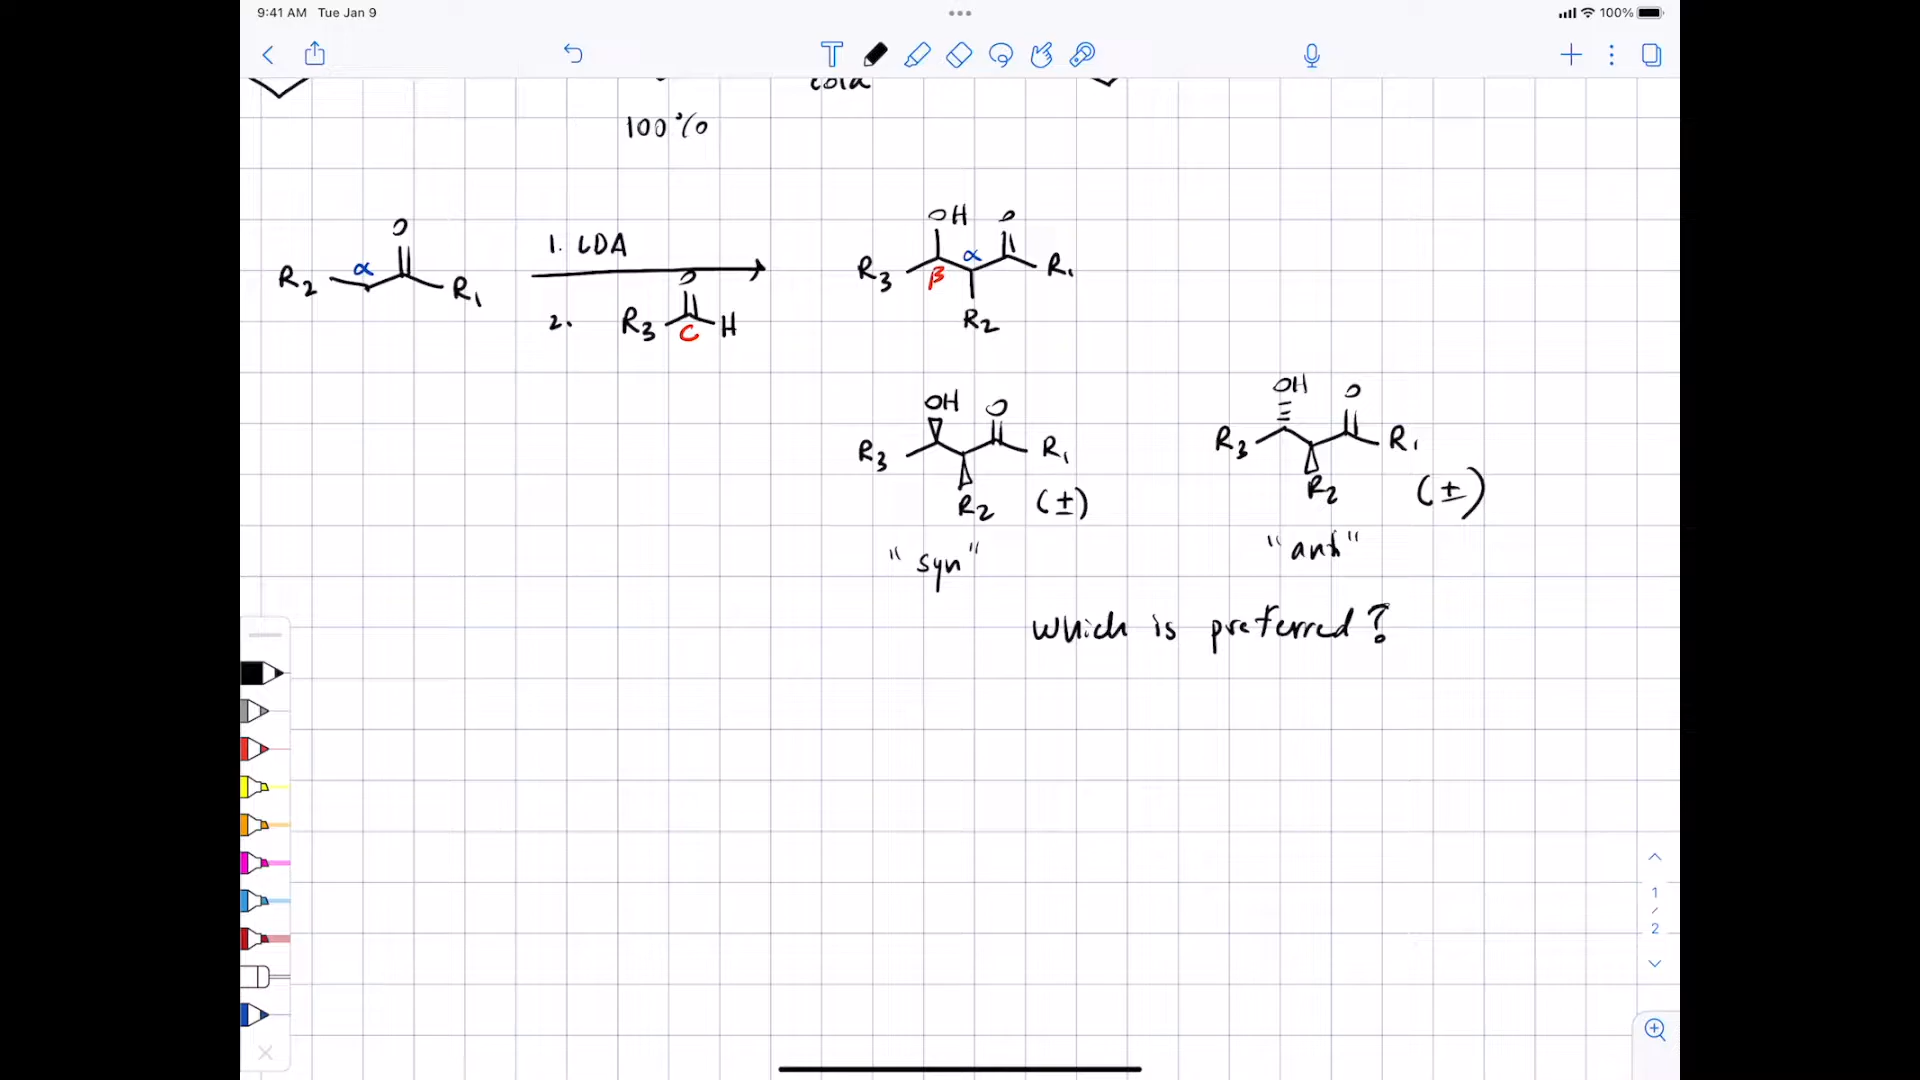 9:41 AM Tue Jan 9
100%
T
cold
100%
O
α
R2
R1
1. LDA
2. R3 O C H
OH O
R3 β α R1
R2
OH O
R3 R1
R2 (±)
"syn"
OH O
R3 R1
R2 (±)
"anti"
which is preferred?
1
/
2